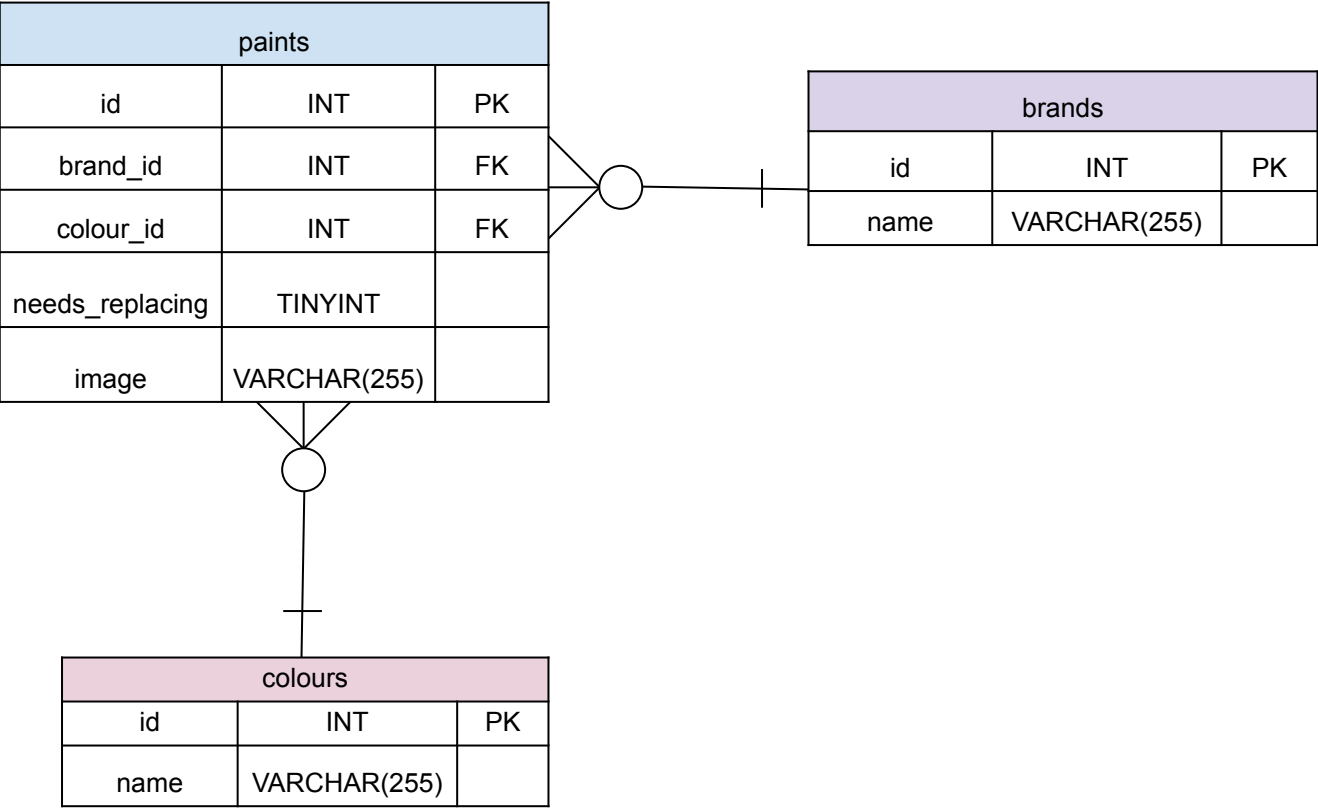 paints
id INT PK
brand_id INT FK
colour_id INT FK
needs_replacing TINYINT
image VARCHAR(255)
brands
id INT PK
name VARCHAR(255)
colours
id INT PK
name VARCHAR(255)